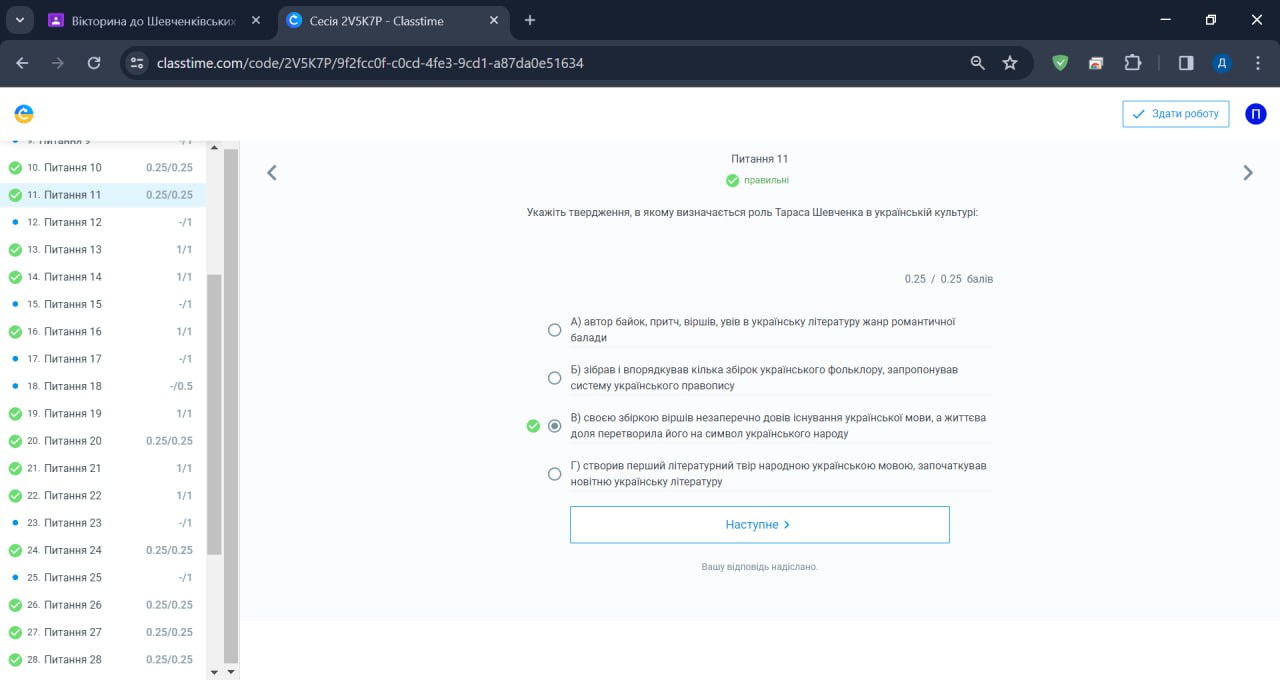 Вікторина до Шевченківських
Сесія 2V5K7P - Classtime
classtime.com/code/2V5K7P/9f2fcc0f-c0cd-4fe3-9cd1-a87da0e51634
Д
Здати роботу
П
9. Питання 9 -/1
10. Питання 10 0.25/0.25
11. Питання 11 0.25/0.25
12. Питання 12 -/1
13. Питання 13 1/1
14. Питання 14 1/1
15. Питання 15 -/1
16. Питання 16 1/1
17. Питання 17 -/1
18. Питання 18 -/0.5
19. Питання 19 1/1
20. Питання 20 0.25/0.25
21. Питання 21 1/1
22. Питання 22 1/1
23. Питання 23 -/1
24. Питання 24 0.25/0.25
25. Питання 25 -/1
26. Питання 26 0.25/0.25
27. Питання 27 0.25/0.25
28. Питання 28 0.25/0.25
Питання 11
правильні
Укажіть твердження, в якому визначається роль Тараса Шевченка в українській культурі:
0.25 / 0.25 балів
А) автор байок, притч, віршів, увів в українську літературу жанр романтичної
балади
Б) зібрав і впорядкував кілька збірок українського фольклору, запропонував
систему українського правопису
В) своєю збіркою віршів незаперечно довів існування української мови, а життєва
доля перетворила його на символ українського народу
Г) створив перший літературний твір народною українською мовою, започаткував
новітню українську літературу
Наступне
Вашу відповідь надіслано.